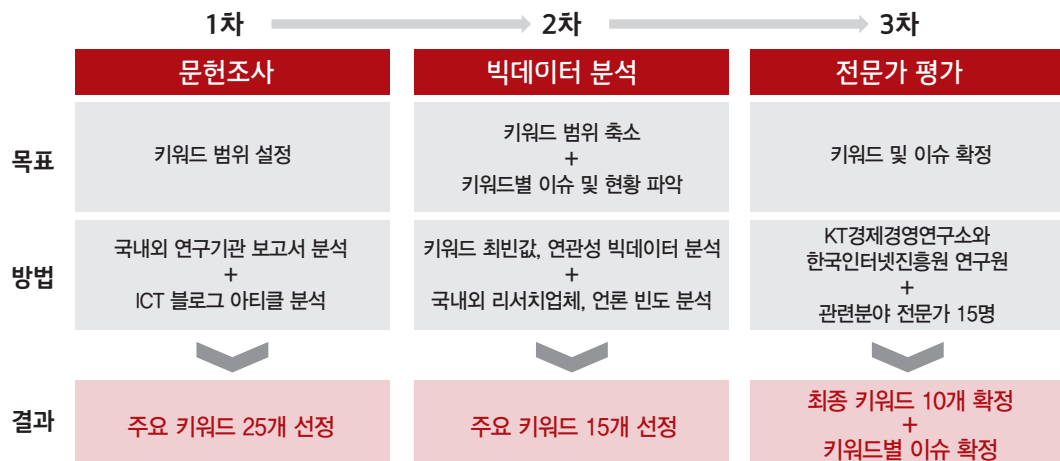 1차
2차
3차
문헌조사
빅데이터 분석
전문가 평가
목표
키워드 범위 설정
키워드 범위 축소
+
키워드별 이슈 및 현황 파악
키워드 및 이슈 확정
방법
국내외 연구기관 보고서 분석
+
ICT 블로그 아티클 분석
키워드 최빈값, 연관성 빅데이터 분석
+
국내외 리서치업체, 언론 빈도 분석
KT경제경영연구소와
한국인터넷진흥원 연구원
+
관련분야 전문가 15명
결과
주요 키워드 25개 선정
주요 키워드 15개 선정
최종 키워드 10개 확정
+
키워드별 이슈 확정